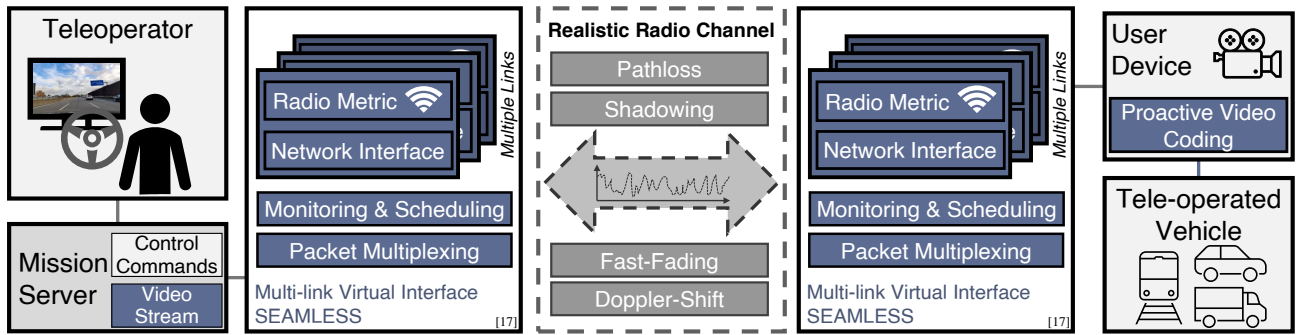 Teleoperator
Mission
Server
Control
Commands
Video
Stream
Radio Metric
Network Interface
Multiple Links
Monitoring & Scheduling
Packet Multiplexing
Multi-link Virtual Interface
SEAMLESS
[17]
Realistic Radio Channel
Pathloss
Shadowing
Fast-Fading
Doppler-Shift
Radio Metric
Network Interface
Multiple Links
Monitoring & Scheduling
Packet Multiplexing
Multi-link Virtual Interface
SEAMLESS
[17]
User
Device
Proactive Video
Coding
Tele-operated
Vehicle